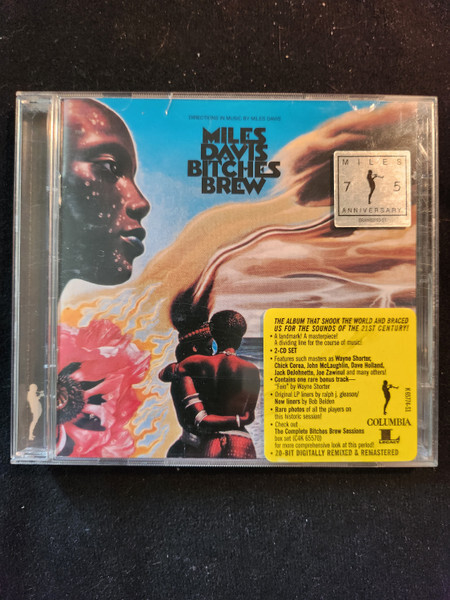 DIRECTIONS IN MUSIC BY MILES DAVIS
MILES
DAVIS
BITCHES
BREW
MILES
7 5
ANNIVERSARY
THE ALBUM THAT SHOOK THE WORLD AND BRACED
US FOR THE SOUNDS OF THE 21ST CENTURY!
• A landmark! A masterpiece!
A dividing line for the course of music!
• 2-CD SET
• Features such masters as Wayne Shorter,
Chick Corea, John McLaughlin, Dave Holland,
Jack DeJohnette, Joe Zawinul and many others!
• Contains one rare bonus track—
"Feio" by Wayne Shorter
• Original LP liners by ralph j. gleason/
New liners by Bob Belden
• Rare photos of all the players on
this historic session!
• Check out
The Complete Bitches Brew Sessions
box set (C4K 65570)
for more comprehensive look at this period!
• 20-BIT DIGITALLY REMIXED & REMASTERED
COLUMBIA
LEGACY